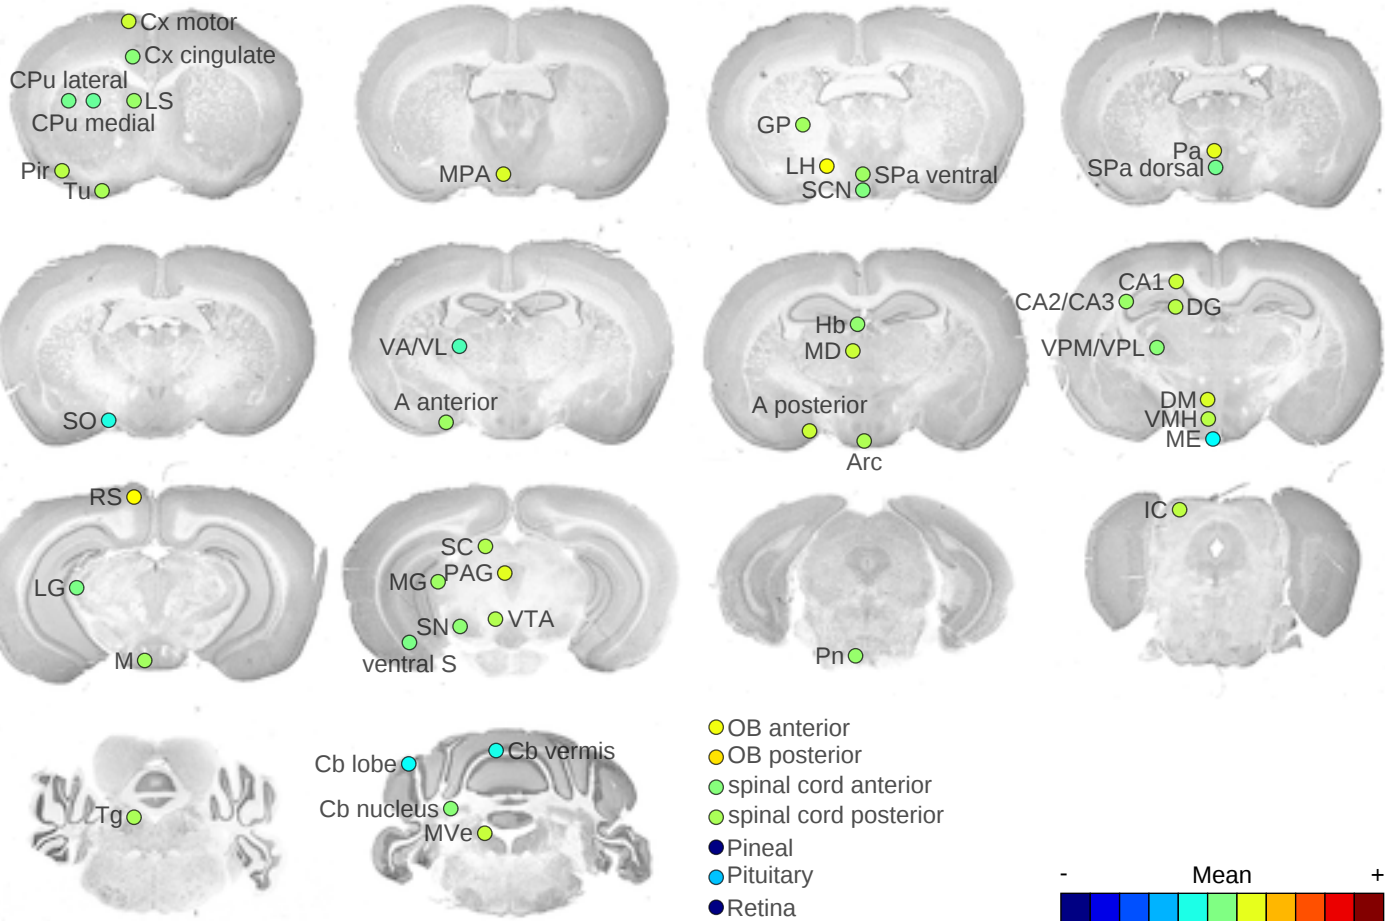 Cx motor
Cx cingulate
CPu lateral
LS
CPu medial
Pir
Tu
MPA
GP
LH
SPa ventral
SCN
Pa
SPa dorsal
SO
VA/VL
A anterior
Hb
MD
A posterior
Arc
CA1
CA2/CA3
DG
VPM/VPL
DM
VMH
ME
RS
LG
M
SC
MG
PAG
SN
VTA
ventral S
Pn
IC
Tg
Cb lobe
Cb vermis
Cb nucleus
MVe
OB anterior
OB posterior
spinal cord anterior
spinal cord posterior
Pineal
Pituitary
Retina
- Mean +